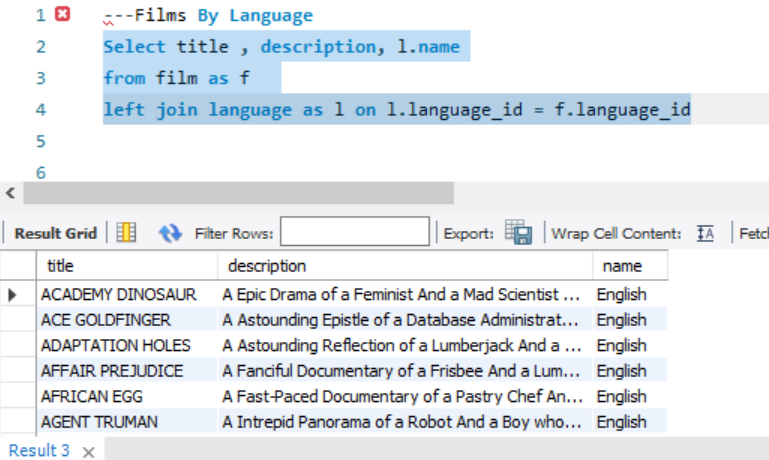 1 ---Films By Language
2 Select title , description, l.name
3 from film as f
4 left join language as l on l.language_id = f.language_id
5
6
Result Grid Filter Rows: Export: Wrap Cell Content: Fetch
title description name
ACADEMY DINOSAUR A Epic Drama of a Feminist And a Mad Scientist ... English
ACE GOLDFINGER A Astounding Epistle of a Database Administrat... English
ADAPTATION HOLES A Astounding Reflection of a Lumberjack And a ... English
AFFAIR PREJUDICE A Fanciful Documentary of a Frisbee And a Lum... English
AFRICAN EGG A Fast-Paced Documentary of a Pastry Chef An... English
AGENT TRUMAN A Intrepid Panorama of a Robot And a Boy who... English
Result 3